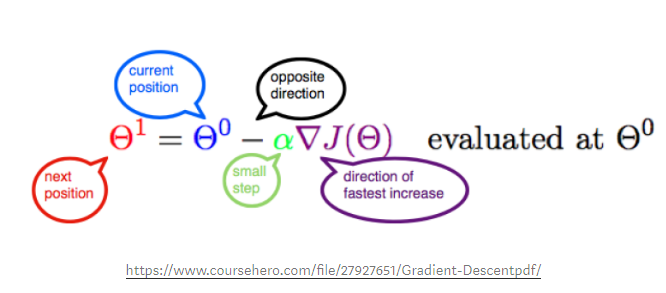 current
position
opposite
direction
Θ¹ = Θ⁰ − α∇J(Θ) evaluated at Θ⁰
next
position
small
step
direction of
fastest increase
https://www.coursehero.com/file/27927651/Gradient-Descentpdf/